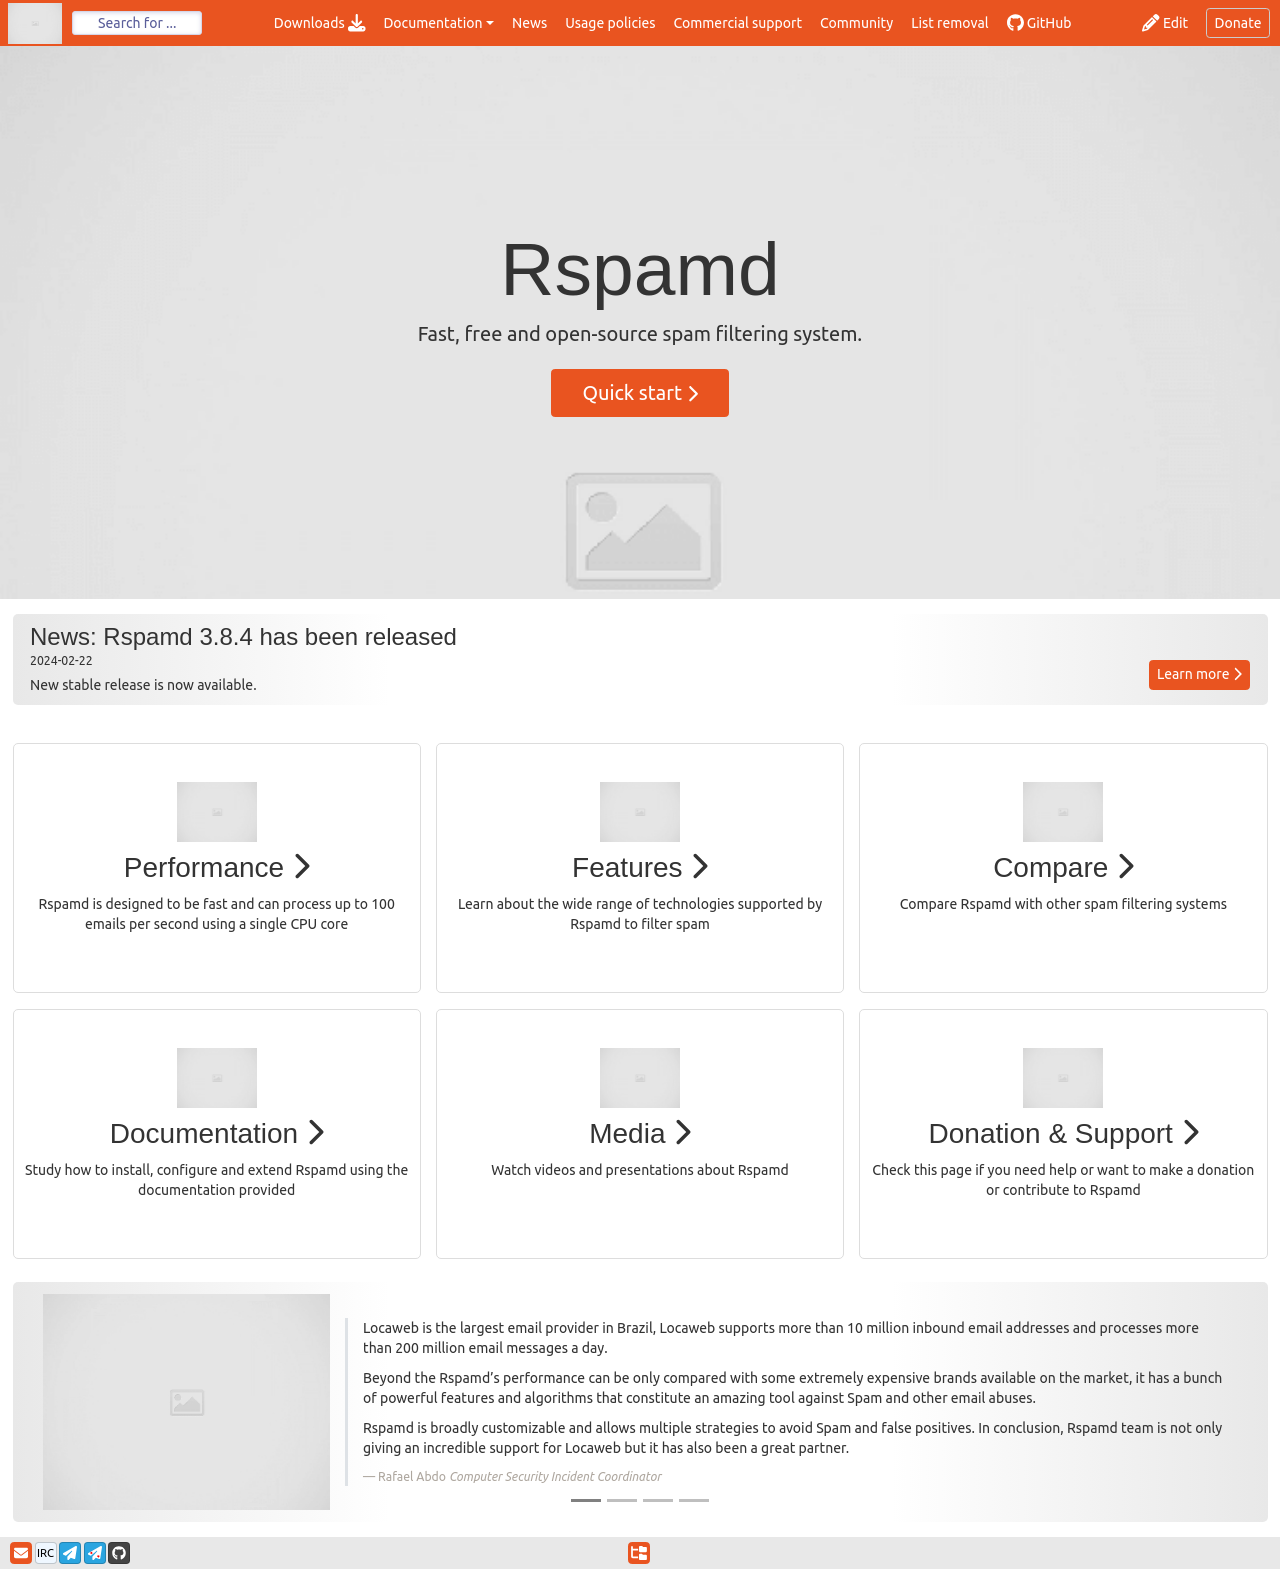 Search for ...
Downloads
Documentation
News
Usage policies
Commercial support
Community
List removal
GitHub
Edit
Donate
Rspamd
Fast, free and open-source spam filtering system.
Quick start
News: Rspamd 3.8.4 has been released
2024-02-22
New stable release is now available.
Learn more
Performance
Rspamd is designed to be fast and can process up to 100
emails per second using a single CPU core
Features
Learn about the wide range of technologies supported by
Rspamd to filter spam
Compare
Compare Rspamd with other spam filtering systems
Documentation
Study how to install, configure and extend Rspamd using the
documentation provided
Media
Watch videos and presentations about Rspamd
Donation & Support
Check this page if you need help or want to make a donation
or contribute to Rspamd
Locaweb is the largest email provider in Brazil, Locaweb supports more than 10 million inbound email addresses and processes more
than 200 million email messages a day.
Beyond the Rspamd’s performance can be only compared with some extremely expensive brands available on the market, it has a bunch
of powerful features and algorithms that constitute an amazing tool against Spam and other email abuses.
Rspamd is broadly customizable and allows multiple strategies to avoid Spam and false positives. In conclusion, Rspamd team is not only
giving an incredible support for Locaweb but it has also been a great partner.
— Rafael Abdo Computer Security Incident Coordinator
IRC